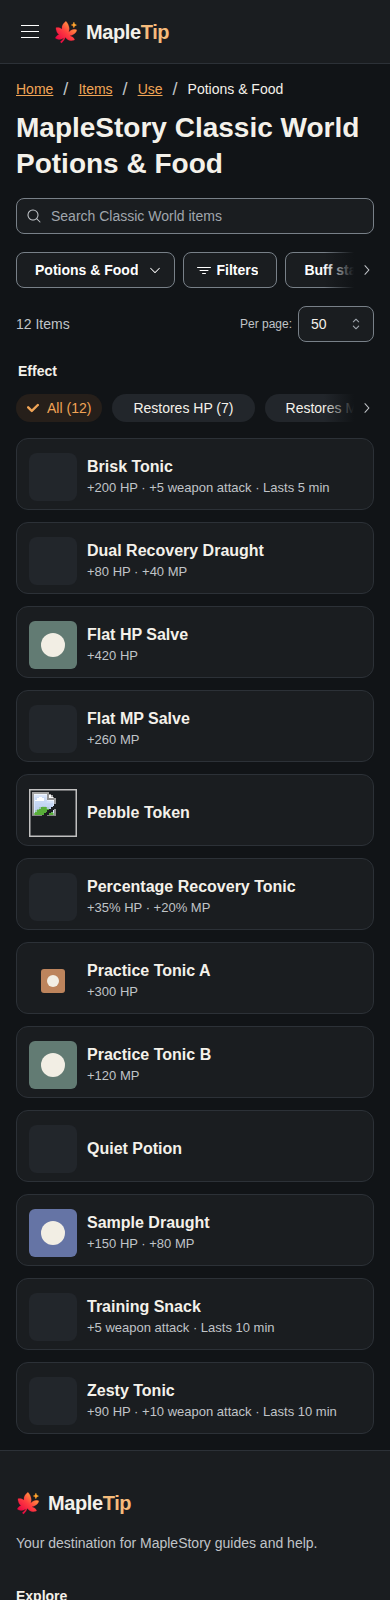 MapleTip
Home / Items / Use / Potions & Food
MapleStory Classic World
Potions & Food
Search Classic World items
Potions & Food Filters Buff
12 Items Per page: 50
Effect
All (12) Restores HP (7) Restores
Brisk Tonic
+200 HP · +5 weapon attack · Lasts 5 min
Dual Recovery Draught
+80 HP · +40 MP
Flat HP Salve
+420 HP
Flat MP Salve
+260 MP
Pebble Token
Percentage Recovery Tonic
+35% HP · +20% MP
Practice Tonic A
+300 HP
Practice Tonic B
+120 MP
Quiet Potion
Sample Draught
+150 HP · +80 MP
Training Snack
+5 weapon attack · Lasts 10 min
Zesty Tonic
+90 HP · +10 weapon attack · Lasts 10 min
MapleTip
Your destination for MapleStory guides and help.
Explore